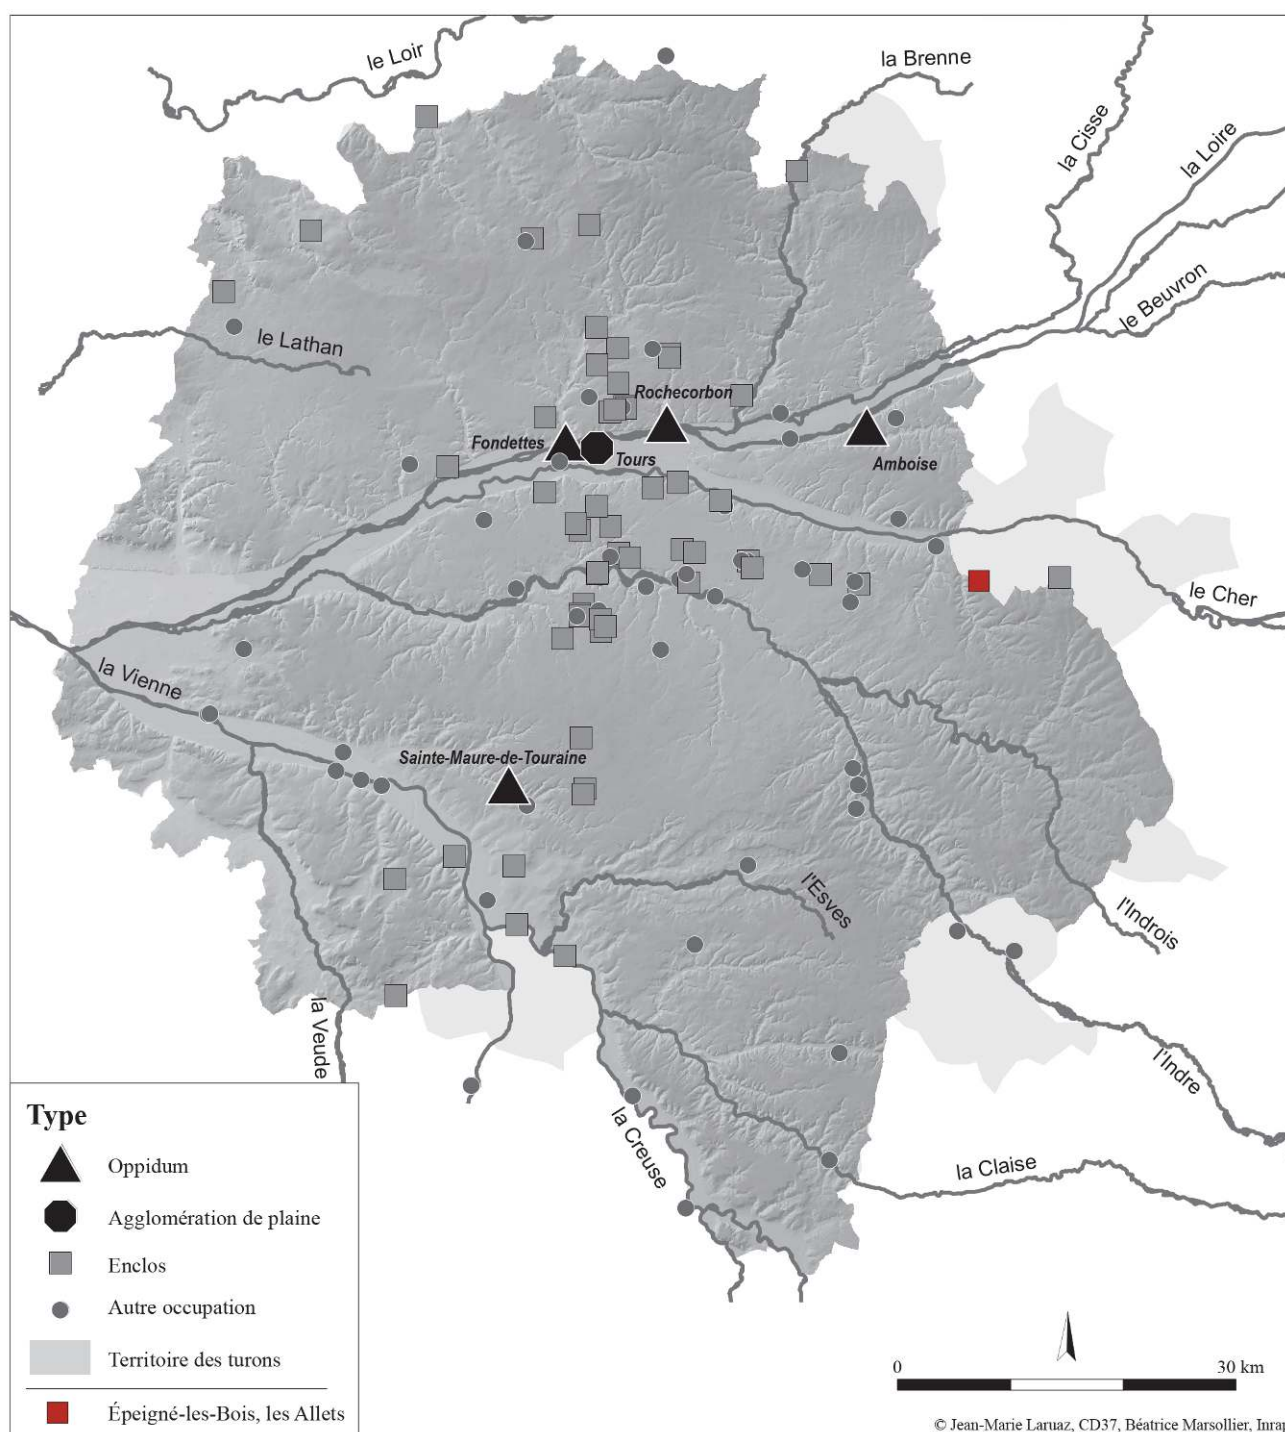 le Loir
la Brenne
la Cisse
la Loire
le Beuvron
le Lathan
Rochecorbon
Fondettes
Tours
Amboise
le Cher
la Vienne
Sainte-Maure-de-Touraine
l'Esves
l'Indrois
la Veude
l'Indre
la Creuse
la Claise
Type
Oppidum
Agglomération de plaine
Enclos
Autre occupation
Territoire des turons
Épeigné-les-Bois, les Allets
0 30 km
© Jean-Marie Laruaz, CD37, Béatrice Marsollier, Inrap